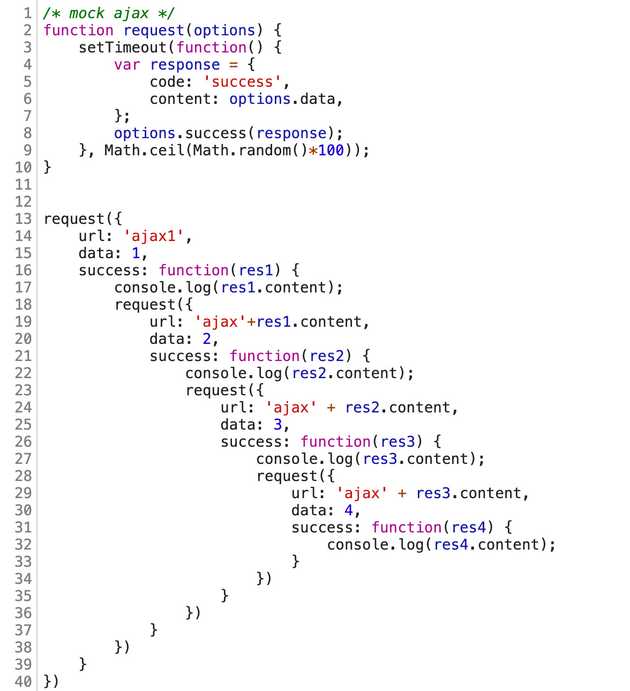 1 /* mock ajax */
2 function request(options) {
3     setTimeout(function() {
4         var response = {
5             code: 'success',
6             content: options.data,
7         };
8         options.success(response);
9     }, Math.ceil(Math.random()*100));
10 }
11
12
13 request({
14     url: 'ajax1',
15     data: 1,
16     success: function(res1) {
17         console.log(res1.content);
18         request({
19             url: 'ajax'+res1.content,
20             data: 2,
21             success: function(res2) {
22                 console.log(res2.content);
23                 request({
24                     url: 'ajax' + res2.content,
25                     data: 3,
26                     success: function(res3) {
27                         console.log(res3.content);
28                         request({
29                             url: 'ajax' + res3.content,
30                             data: 4,
31                             success: function(res4) {
32                                 console.log(res4.content);
33                             }
34                         })
35                     }
36                 })
37             }
38         })
39     }
40 })